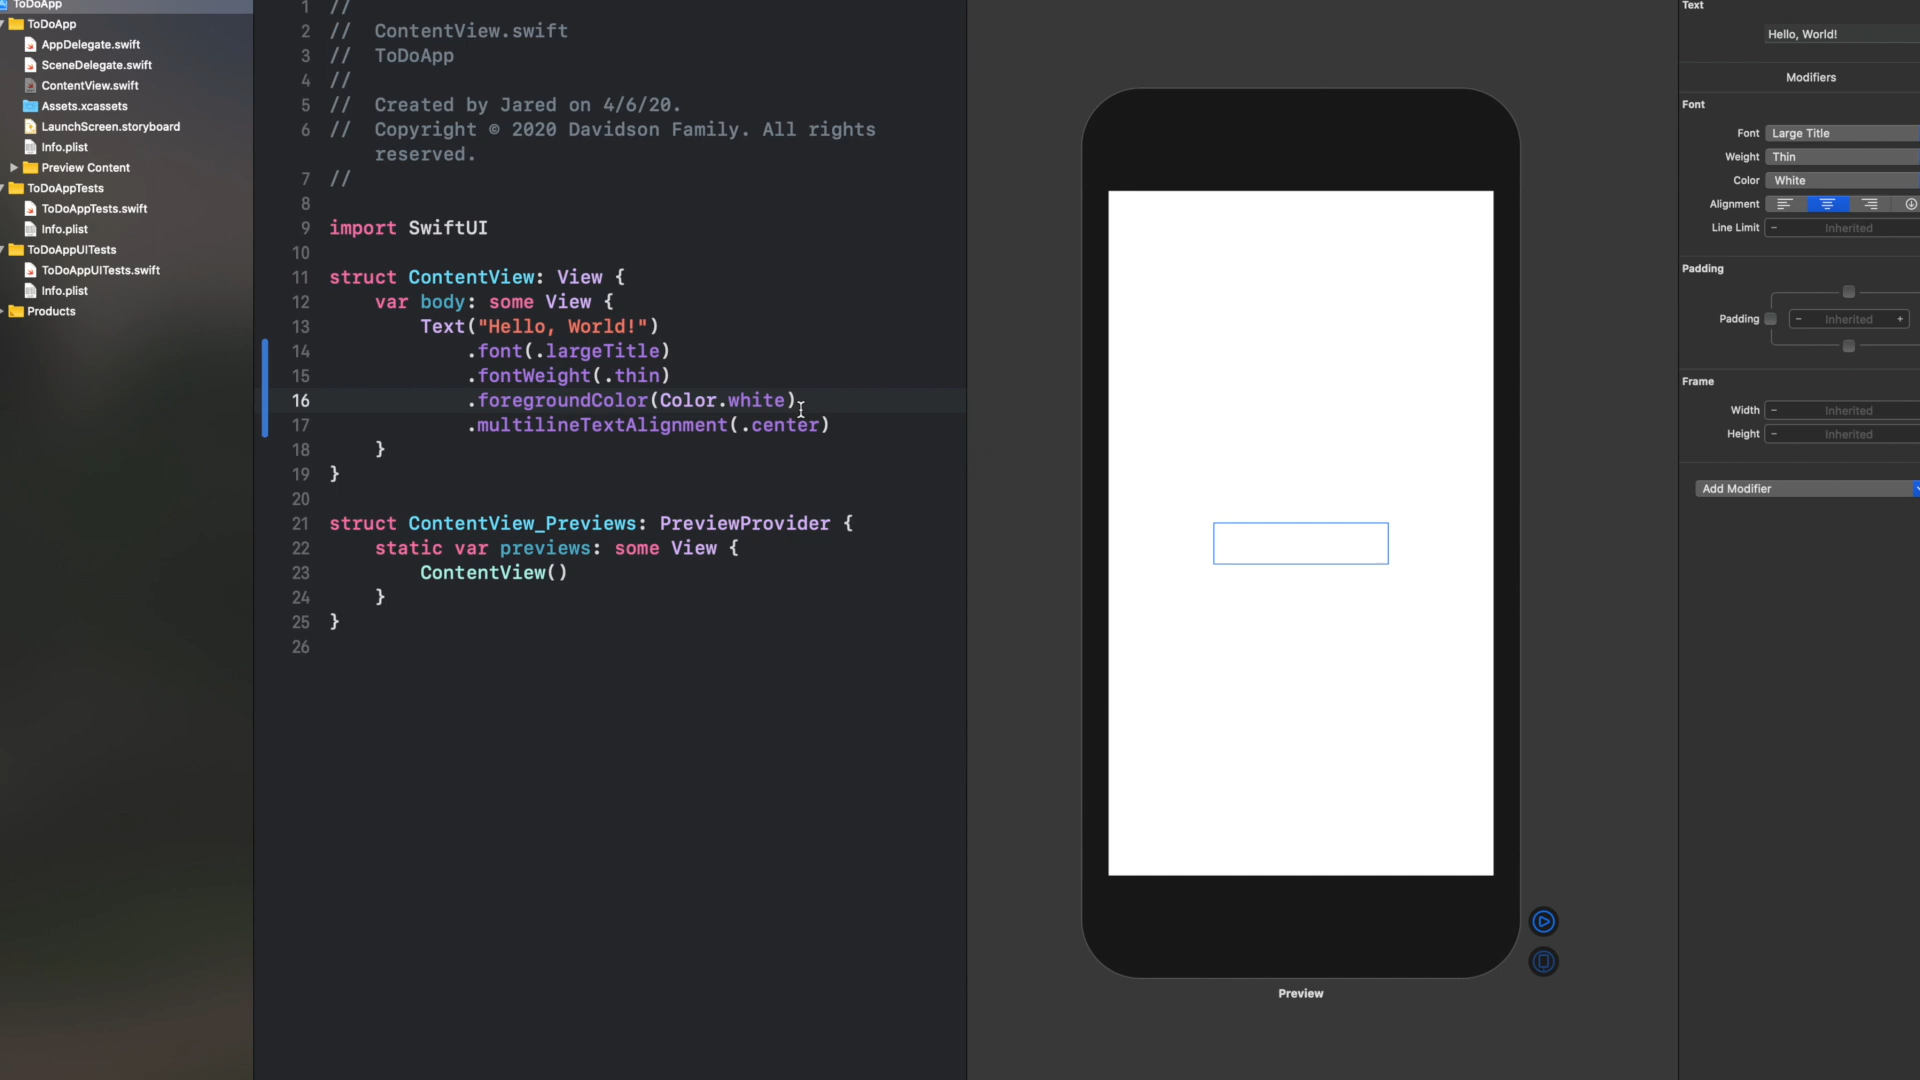 ToDoApp
ToDoApp
AppDelegate.swift
SceneDelegate.swift
ContentView.swift
Assets.xcassets
LaunchScreen.storyboard
Info.plist
Preview Content
ToDoAppTests
ToDoAppTests.swift
Info.plist
ToDoAppUITests
ToDoAppUITests.swift
Info.plist
Products
1 //
2 //  ContentView.swift
3 //  ToDoApp
4 //
5 //  Created by Jared on 4/6/20.
6 //  Copyright © 2020 Davidson Family. All rights
reserved.
7 //
8
9 import SwiftUI
10
11 struct ContentView: View {
12     var body: some View {
13         Text("Hello, World!")
14             .font(.largeTitle)
15             .fontWeight(.thin)
16             .foregroundColor(Color.white)
17             .multilineTextAlignment(.center)
18     }
19 }
20
21 struct ContentView_Previews: PreviewProvider {
22     static var previews: some View {
23         ContentView()
24     }
25 }
26
Preview
Text
Hello, World!
Modifiers
Font
Font Large Title
Weight Thin
Color White
Alignment
Line Limit – Inherited
Padding
Padding – Inherited +
Frame
Width – Inherited
Height – Inherited
Add Modifier